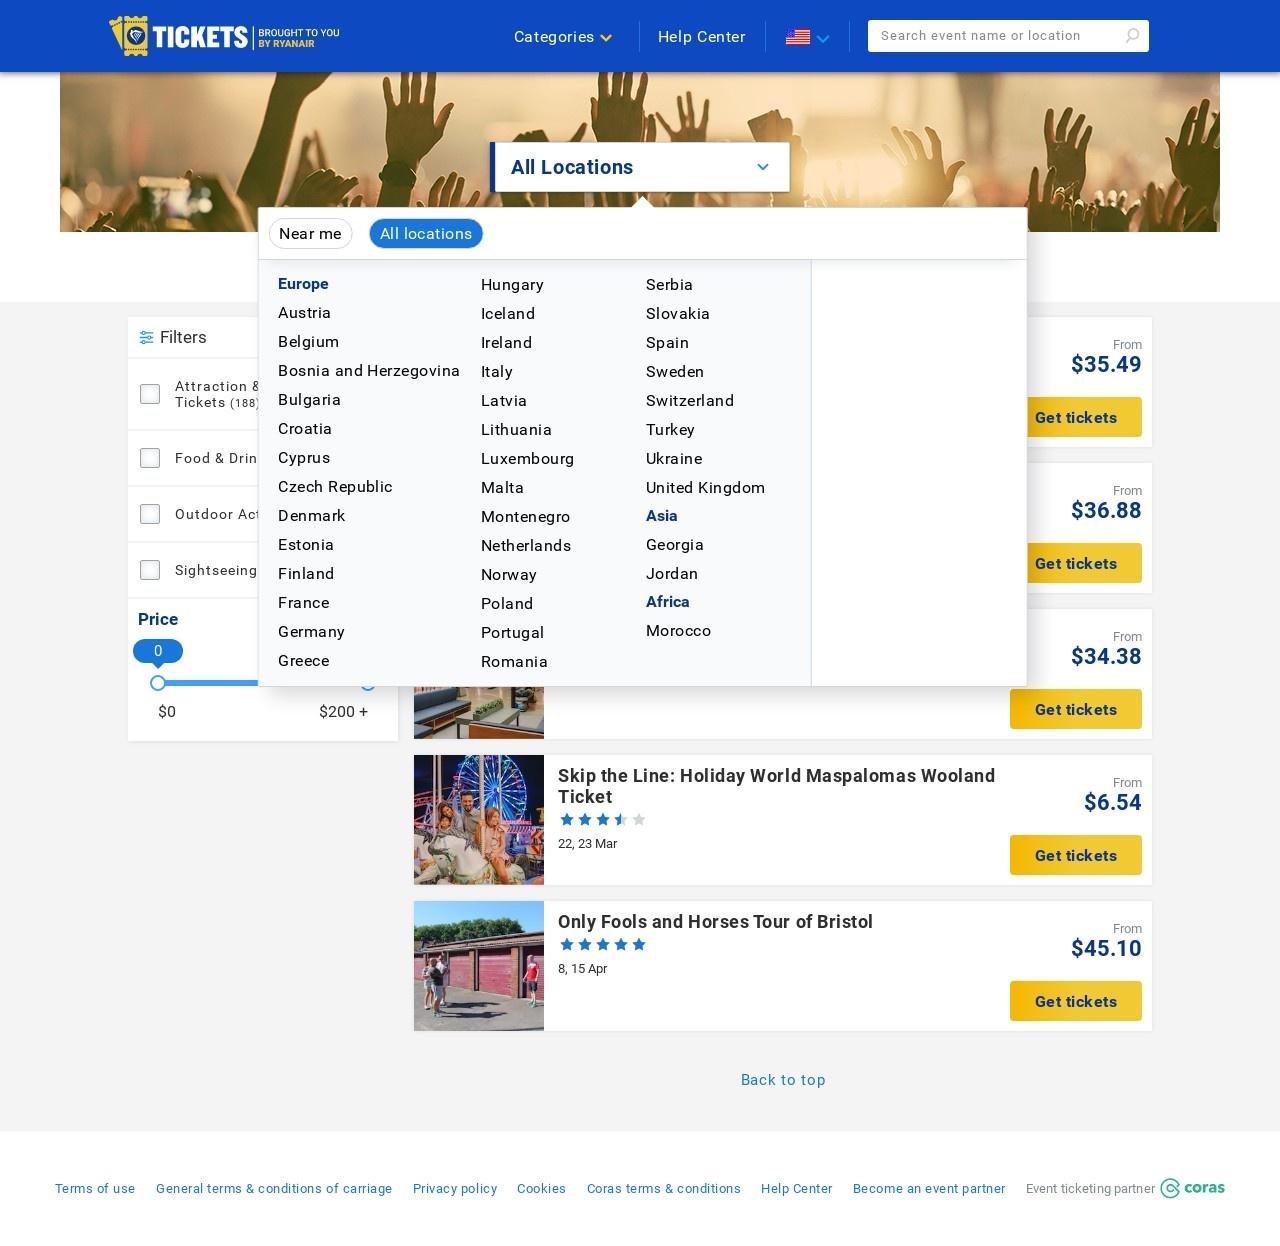 TICKETS
BROUGHT TO YOU
BY RYANAIR
Categories
Help Center
Search event name or location
All Locations
Near me
All locations
Europe
Austria
Belgium
Bosnia and Herzegovina
Bulgaria
Croatia
Cyprus
Czech Republic
Denmark
Estonia
Finland
France
Germany
Greece
Hungary
Iceland
Ireland
Italy
Latvia
Lithuania
Luxembourg
Malta
Montenegro
Netherlands
Norway
Poland
Portugal
Romania
Serbia
Slovakia
Spain
Sweden
Switzerland
Turkey
Ukraine
United Kingdom
Asia
Georgia
Jordan
Africa
Morocco
Filters
Attraction &
Tickets (188)
Food & Drin
Outdoor Act
Sightseeing
Price
0
$0
$200 +
From
$35.49
Get tickets
From
$36.88
Get tickets
From
$34.38
Get tickets
Skip the Line: Holiday World Maspalomas Wooland
Ticket
22, 23 Mar
From
$6.54
Get tickets
Only Fools and Horses Tour of Bristol
8, 15 Apr
From
$45.10
Get tickets
Back to top
Terms of use
General terms & conditions of carriage
Privacy policy
Cookies
Coras terms & conditions
Help Center
Become an event partner
Event ticketing partner
coras